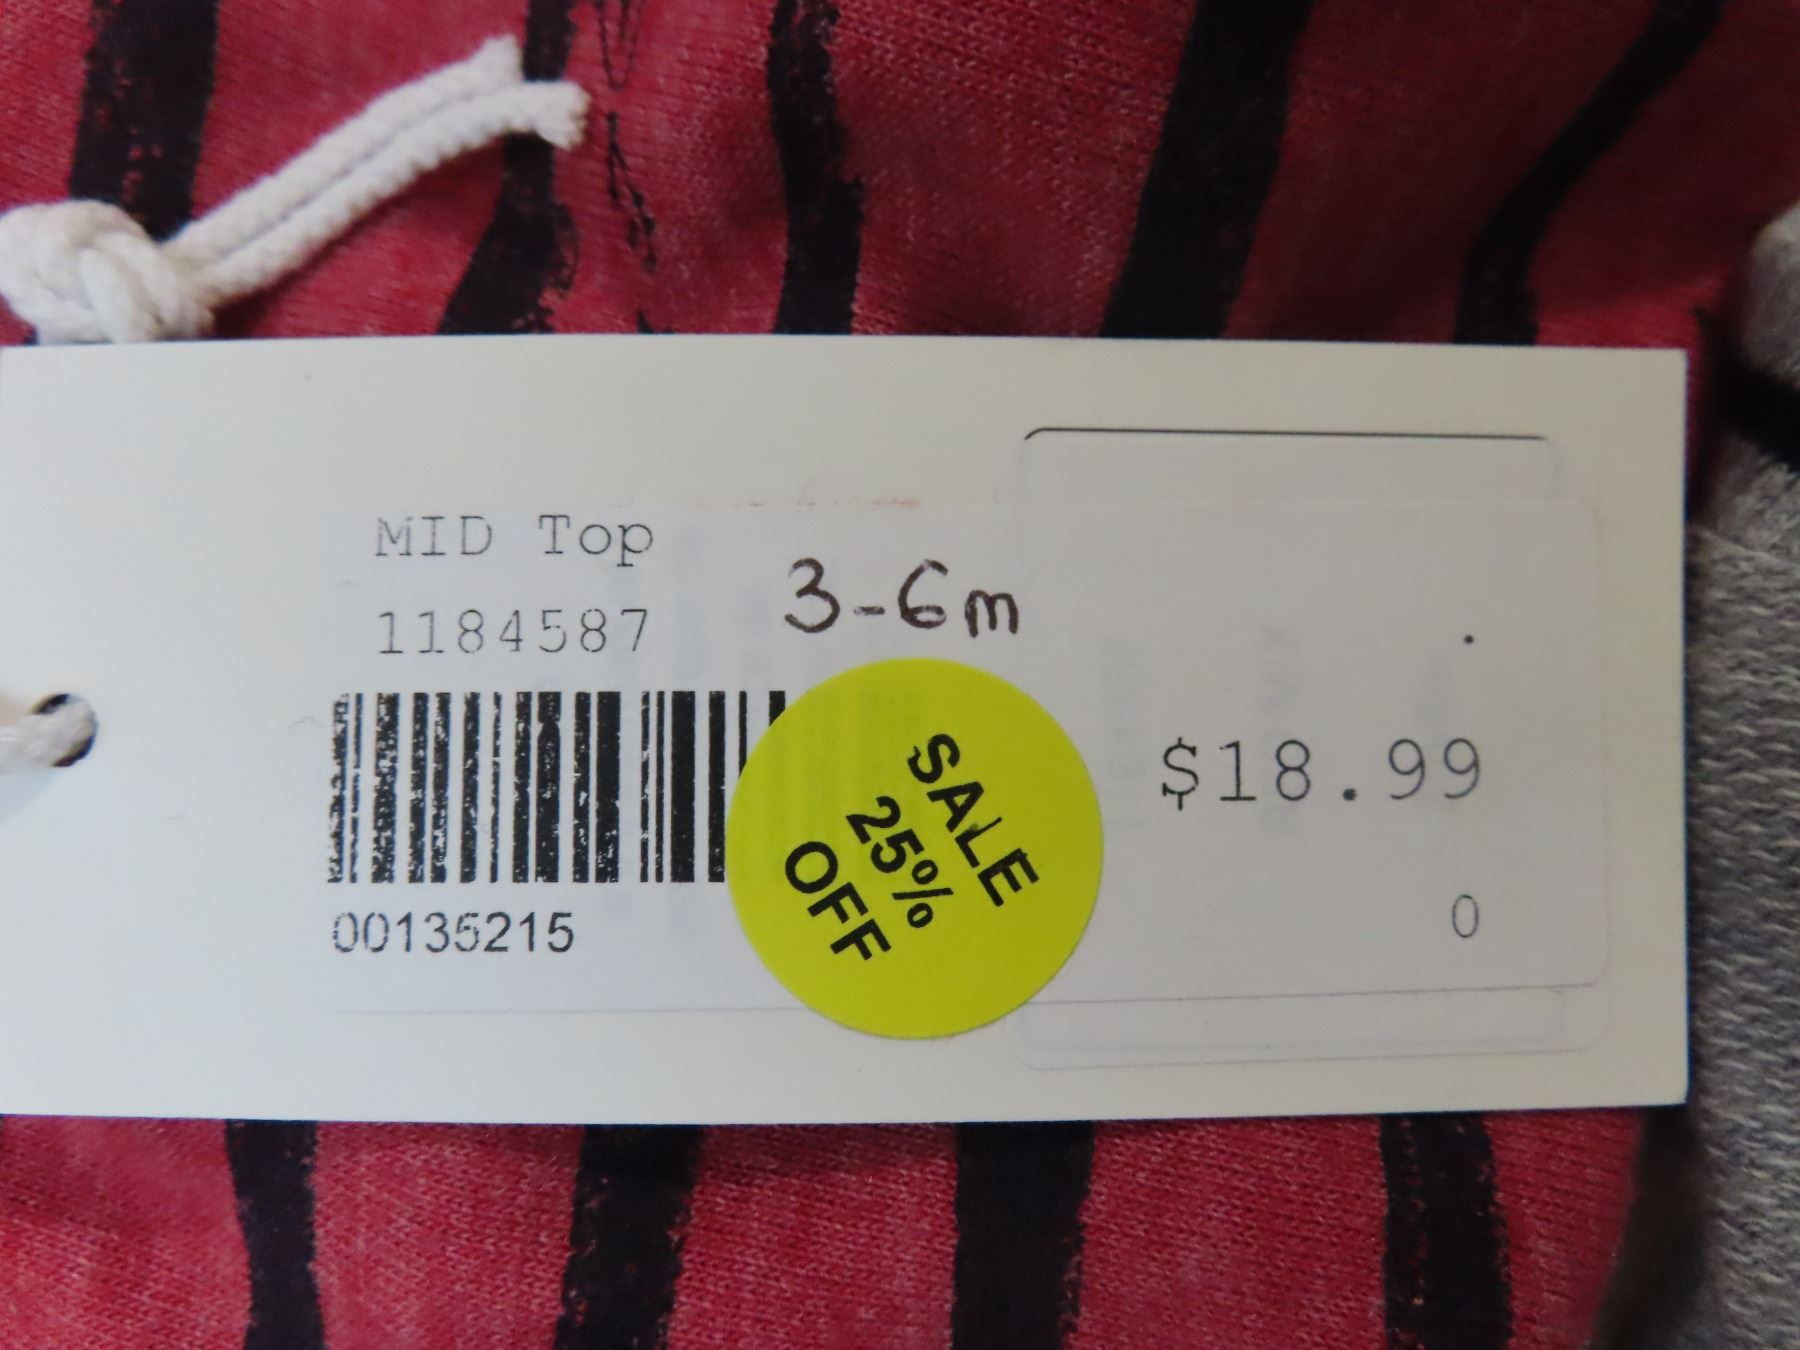 MID Top
1184587
3-6m
00135215
SALE
25%
OFF
$18.99
0